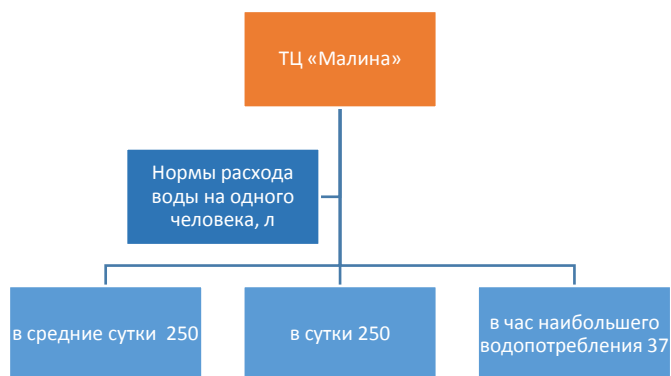 ТЦ «Малина»
Нормы расхода
воды на одного
человека, л
в средние сутки 250
в сутки 250
в час наибольшего
водопотребления 37